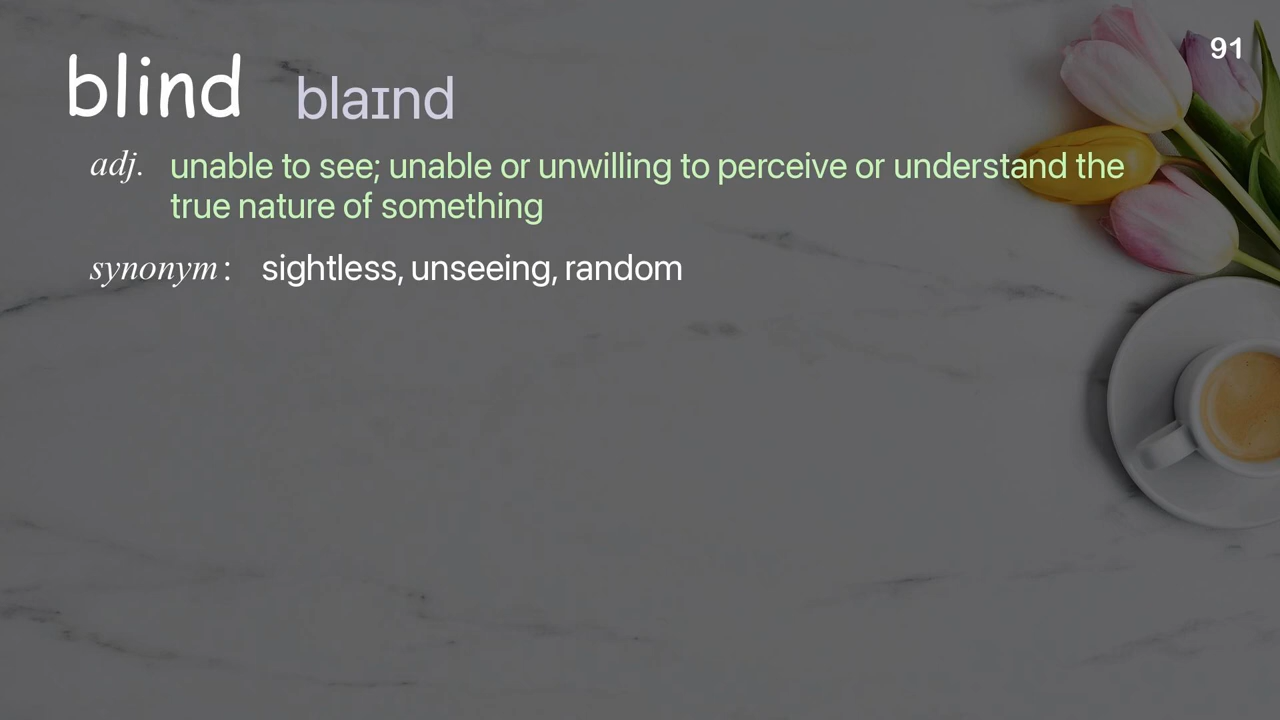 91
blind blaɪnd
adj. unable to see; unable or unwilling to perceive or understand the
true nature of something
synonym: sightless, unseeing, random